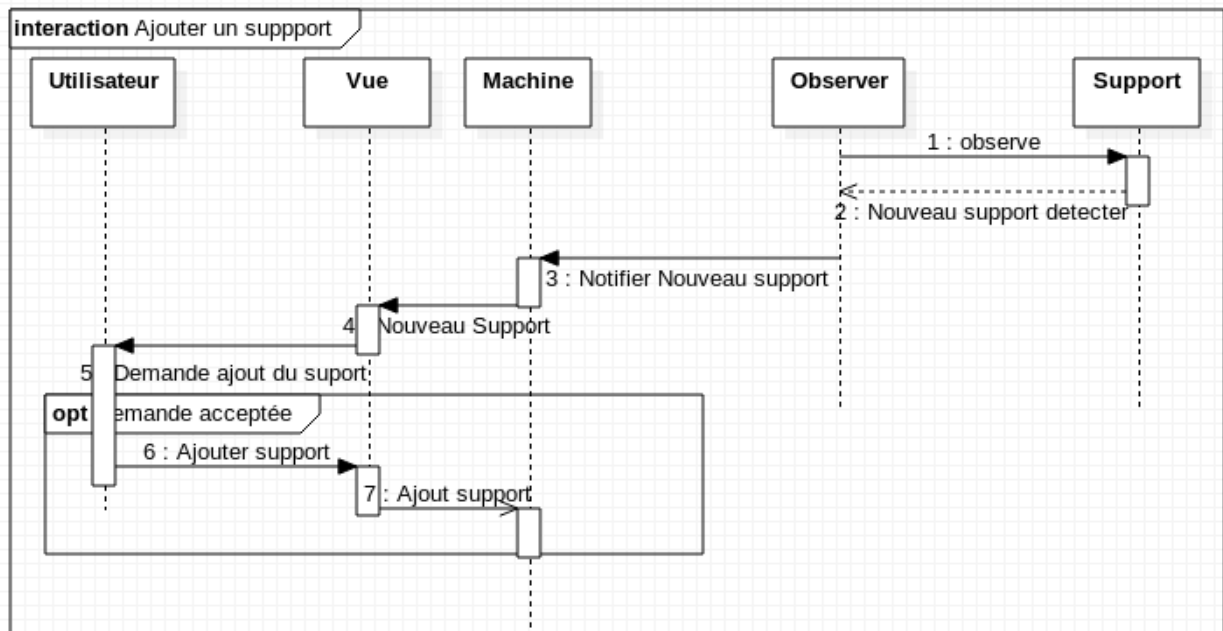 interaction Ajouter un suppport
Utilisateur
Vue
Machine
Observer
Support
1 : observe
2 : Nouveau support detecter
3 : Notifier Nouveau support
4 Nouveau Support
5 Demande ajout du suport
opt emande acceptée
6 : Ajouter support
7 : Ajout support